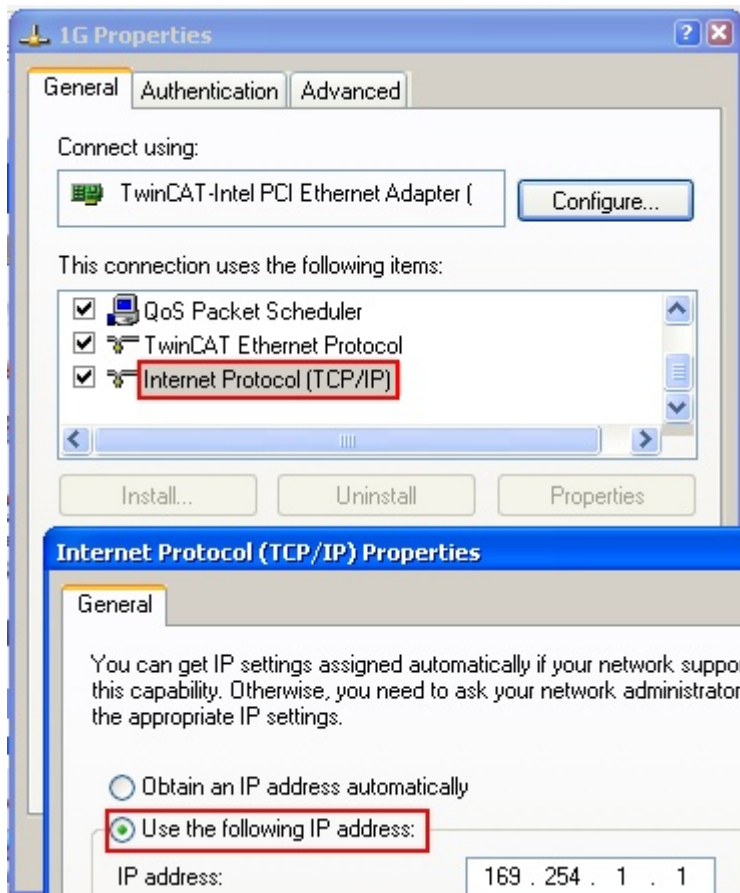 1G Properties
General Authentication Advanced
Connect using:
TwinCAT-Intel PCI Ethernet Adapter (
Configure...
This connection uses the following items:
QoS Packet Scheduler
TwinCAT Ethernet Protocol
Internet Protocol (TCP/IP)
Install... Uninstall Properties
Internet Protocol (TCP/IP) Properties
General
You can get IP settings assigned automatically if your network suppor
this capability. Otherwise, you need to ask your network administrator
the appropriate IP settings.
Obtain an IP address automatically
Use the following IP address:
IP address: 169 . 254 . 1 . 1